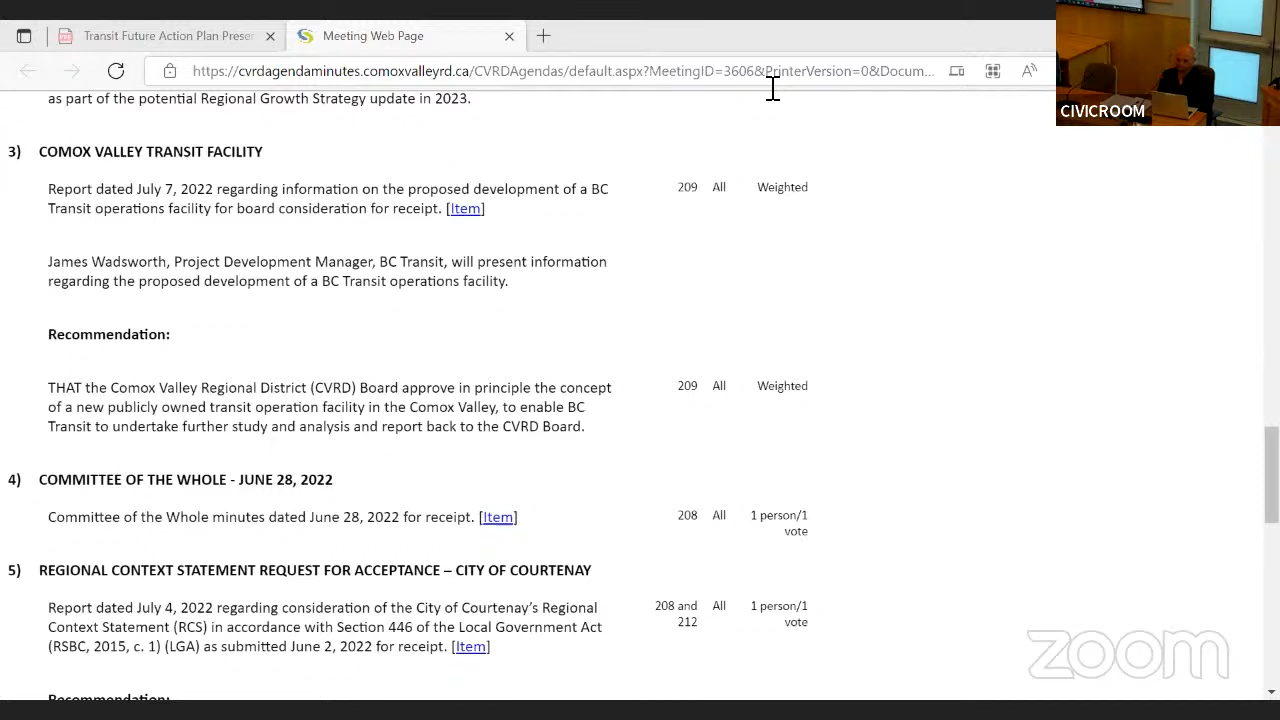 Transit Future Action Plan Preser
Meeting Web Page
https://cvrdagendaminutes.comoxvalleyrd.ca/CVRDAgendas/default.aspx?MeetingID=3606&PrinterVersion=0&Docum...
CIVICROOM
as part of the potential Regional Growth Strategy update in 2023.
3) COMOX VALLEY TRANSIT FACILITY
Report dated July 7, 2022 regarding information on the proposed development of a BC 209 All Weighted
Transit operations facility for board consideration for receipt. [Item]
James Wadsworth, Project Development Manager, BC Transit, will present information
regarding the proposed development of a BC Transit operations facility.
Recommendation:
THAT the Comox Valley Regional District (CVRD) Board approve in principle the concept 209 All Weighted
of a new publicly owned transit operation facility in the Comox Valley, to enable BC
Transit to undertake further study and analysis and report back to the CVRD Board.
4) COMMITTEE OF THE WHOLE - JUNE 28, 2022
Committee of the Whole minutes dated June 28, 2022 for receipt. [Item] 208 All 1 person/1
vote
5) REGIONAL CONTEXT STATEMENT REQUEST FOR ACCEPTANCE – CITY OF COURTENAY
Report dated July 4, 2022 regarding consideration of the City of Courtenay's Regional 208 and All 1 person/1
Context Statement (RCS) in accordance with Section 446 of the Local Government Act 212 vote
(RSBC, 2015, c. 1) (LGA) as submitted June 2, 2022 for receipt. [Item]
zoom
Recommendation: